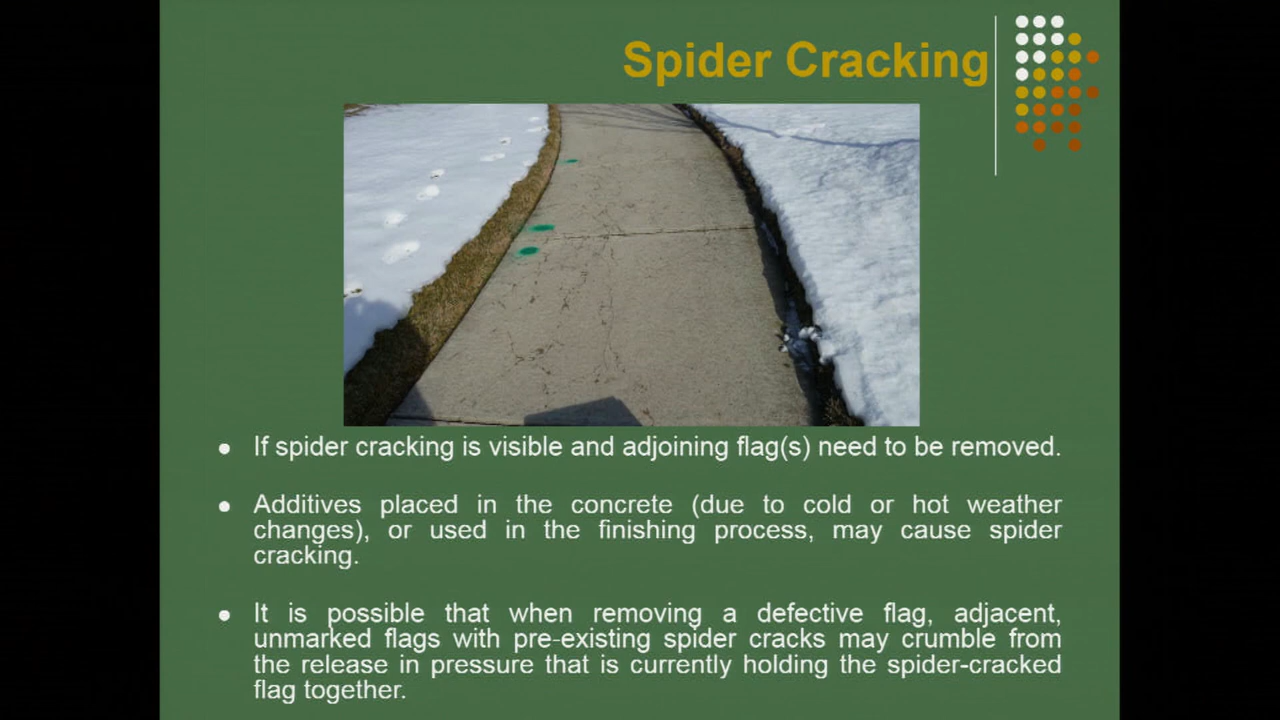 Spider Cracking
If spider cracking is visible and adjoining flag(s) need to be removed.
Additives placed in the concrete (due to cold or hot weather
changes), or used in the finishing process, may cause spider
cracking.
It is possible that when removing a defective flag, adjacent,
unmarked flags with pre-existing spider cracks may crumble from
the release in pressure that is currently holding the spider-cracked
flag together.